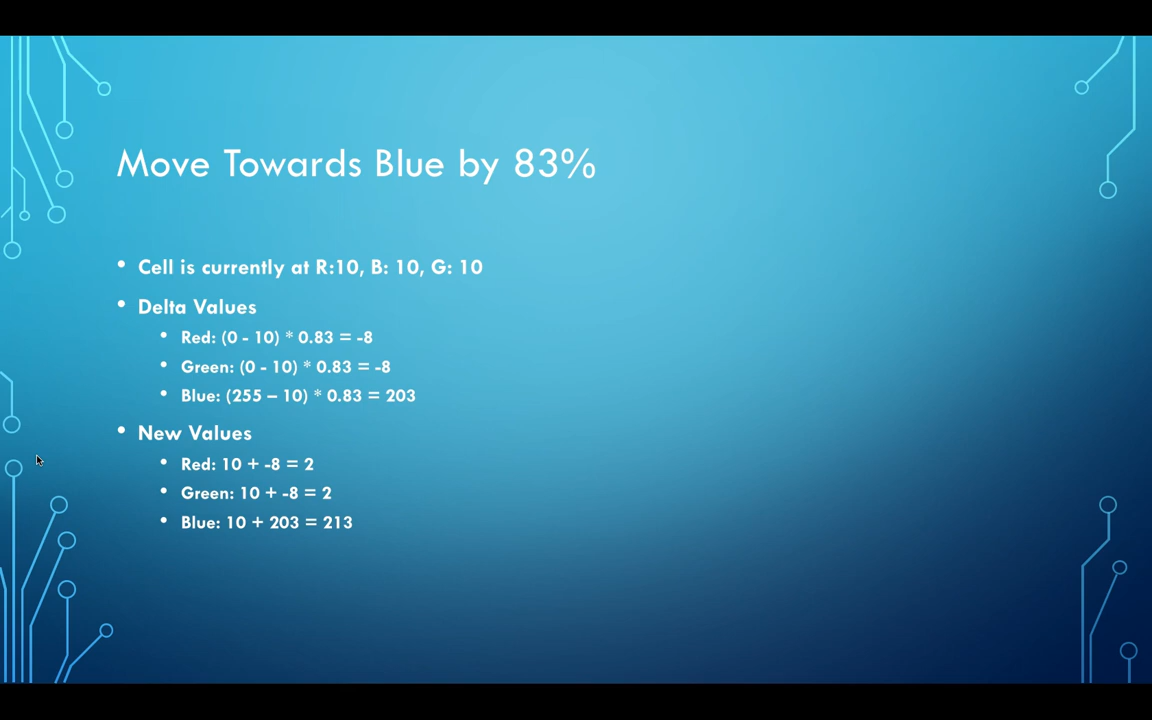 Move Towards Blue by 83%
• Cell is currently at R:10, B: 10, G: 10
• Delta Values
• Red: (0 - 10) * 0.83 = -8
• Green: (0 - 10) * 0.83 = -8
• Blue: (255 – 10) * 0.83 = 203
• New Values
• Red: 10 + -8 = 2
• Green: 10 + -8 = 2
• Blue: 10 + 203 = 213